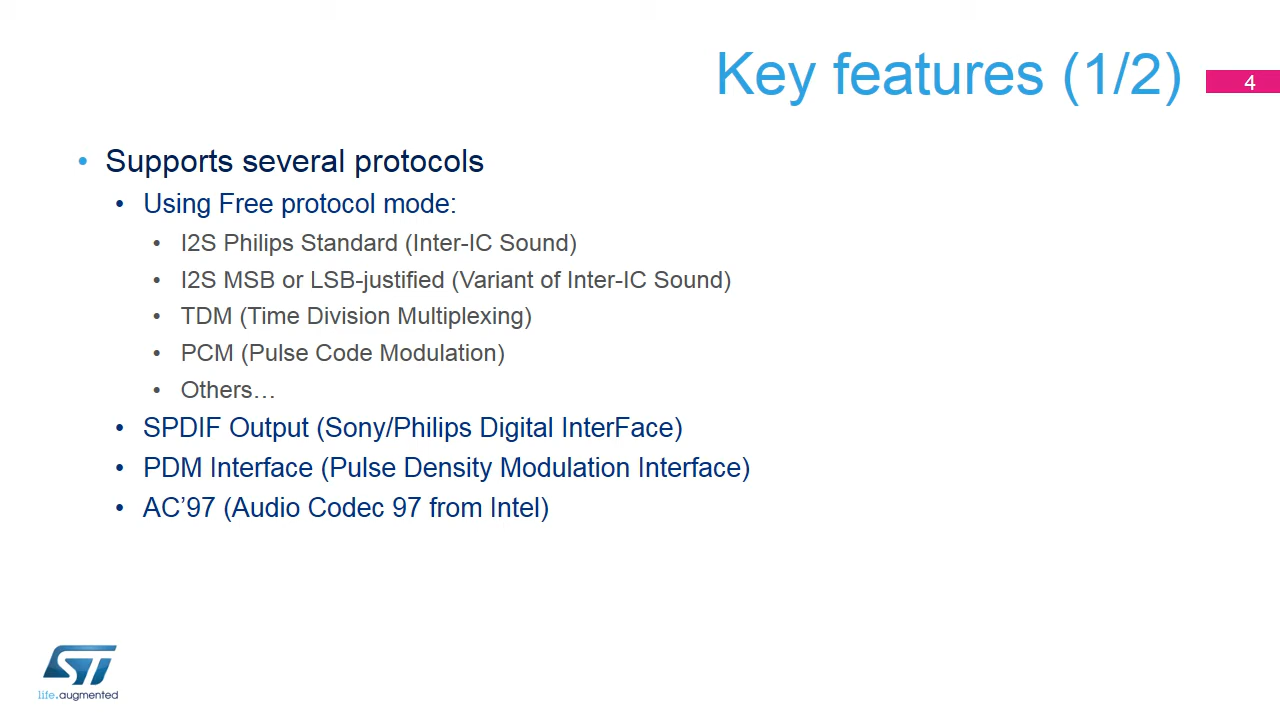 Key features (1/2)
4
• Supports several protocols
• Using Free protocol mode:
• I2S Philips Standard (Inter-IC Sound)
• I2S MSB or LSB-justified (Variant of Inter-IC Sound)
• TDM (Time Division Multiplexing)
• PCM (Pulse Code Modulation)
• Others…
• SPDIF Output (Sony/Philips Digital InterFace)
• PDM Interface (Pulse Density Modulation Interface)
• AC’97 (Audio Codec 97 from Intel)
ST
life.augmented